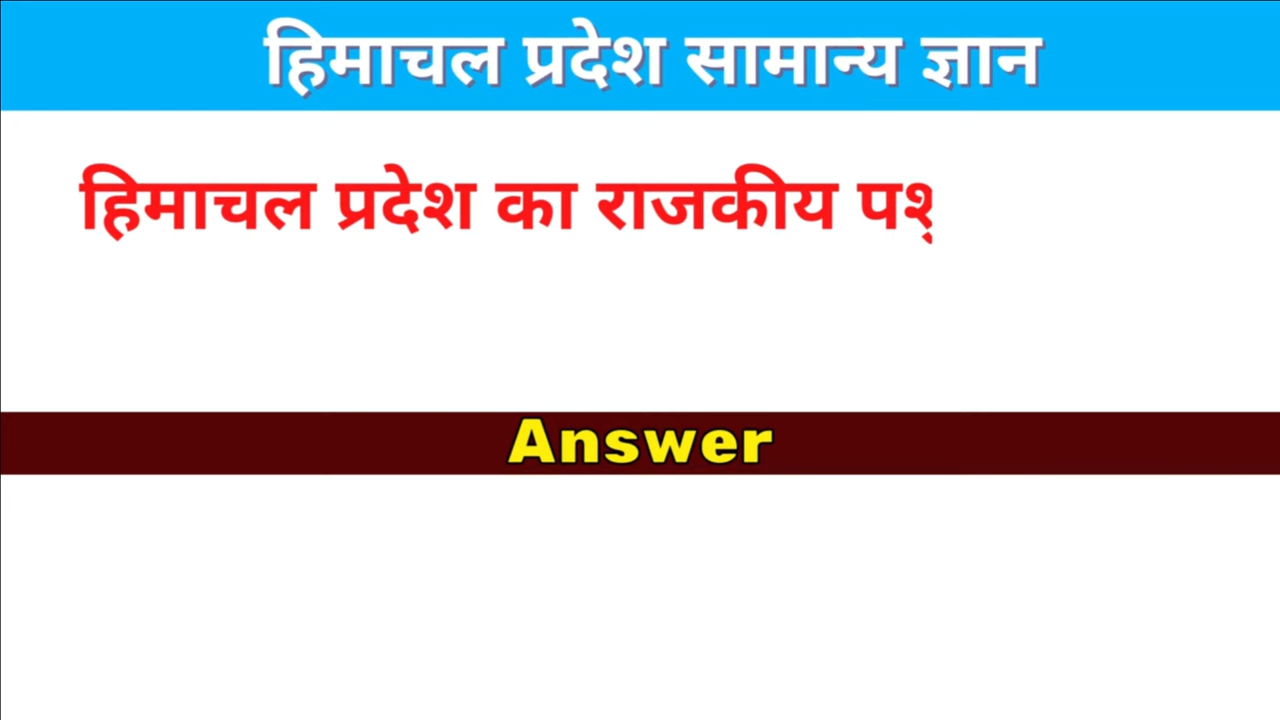 हिमाचल प्रदेश सामान्य ज्ञान
हिमाचल प्रदेश का राजकीय पशु
Answer